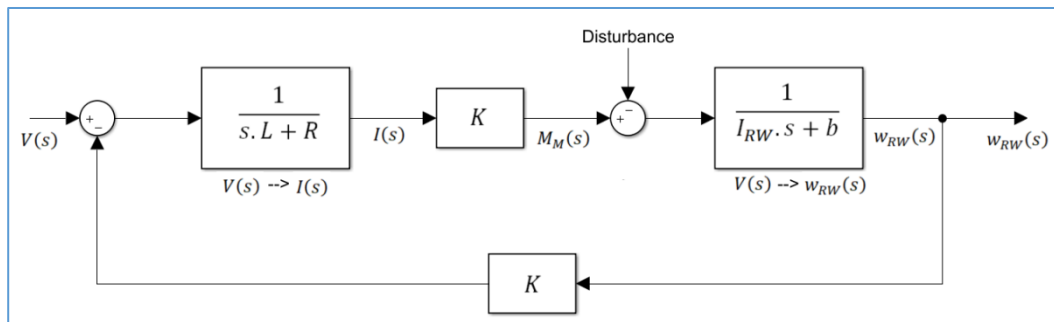 Disturbance
V(s)
+
−
1
s.L + R
V(s) --> I(s)
I(s)
K
M_M(s)
−
+
1
I_RW.s + b
V(s) --> w_RW(s)
w_RW(s)
w_RW(s)
K